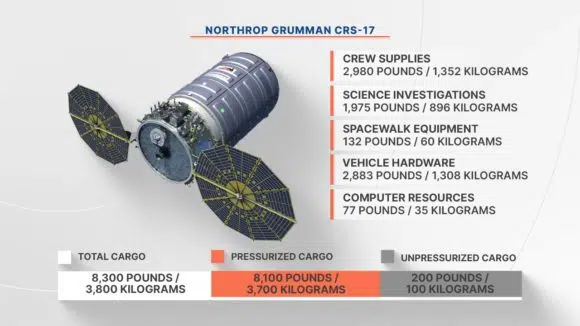 NORTHROP GRUMMAN CRS-17
CREW SUPPLIES
2,980 POUNDS / 1,352 KILOGRAMS
SCIENCE INVESTIGATIONS
1,975 POUNDS / 896 KILOGRAMS
SPACEWALK EQUIPMENT
132 POUNDS / 60 KILOGRAMS
VEHICLE HARDWARE
2,883 POUNDS / 1,308 KILOGRAMS
COMPUTER RESOURCES
77 POUNDS / 35 KILOGRAMS
TOTAL CARGO
8,300 POUNDS /
3,800 KILOGRAMS
PRESSURIZED CARGO
8,100 POUNDS /
3,700 KILOGRAMS
UNPRESSURIZED CARGO
200 POUNDS /
100 KILOGRAMS